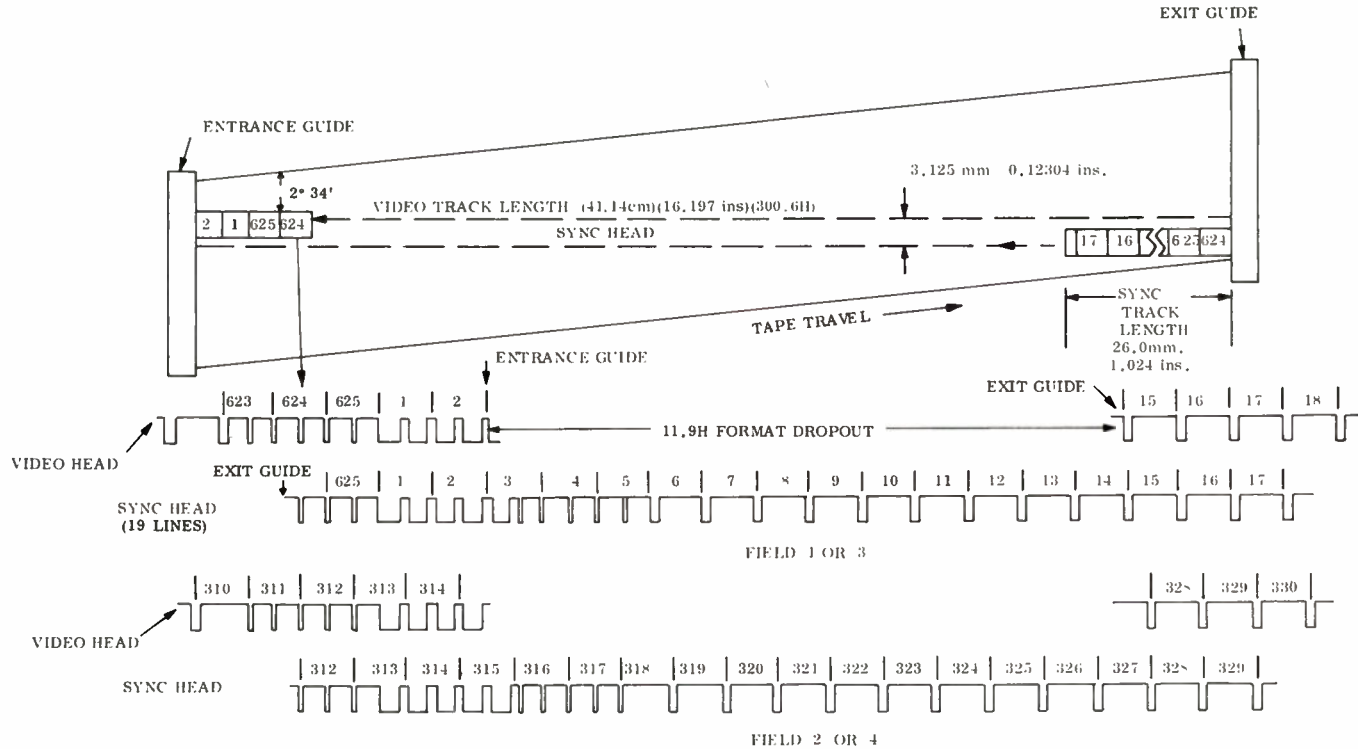 EXIT GUIDE
ENTRANCE GUIDE
3.125 mm 0.12304 ins.
2° 34'
VIDEO TRACK LENGTH (41.14cm)(16.197 ins)(300.6H)
2 1 625 624
SYNC HEAD
17 16 625 624
TAPE TRAVEL
SYNC
TRACK
LENGTH
26.0mm.
1.024 ins.
ENTRANCE GUIDE
EXIT GUIDE
623 624 625 1 2
15 16 17 18
11.9H FORMAT DROPOUT
VIDEO HEAD
EXIT GUIDE
625 1 2 3 4 5 6 7 8 9 10 11 12 13 14 15 16 17
SYNC HEAD
(19 LINES)
FIELD 1 OR 3
310 311 312 313 314
328 329 330
VIDEO HEAD
312 313 314 315 316 317 318 319 320 321 322 323 324 325 326 327 328 329
SYNC HEAD
FIELD 2 OR 4